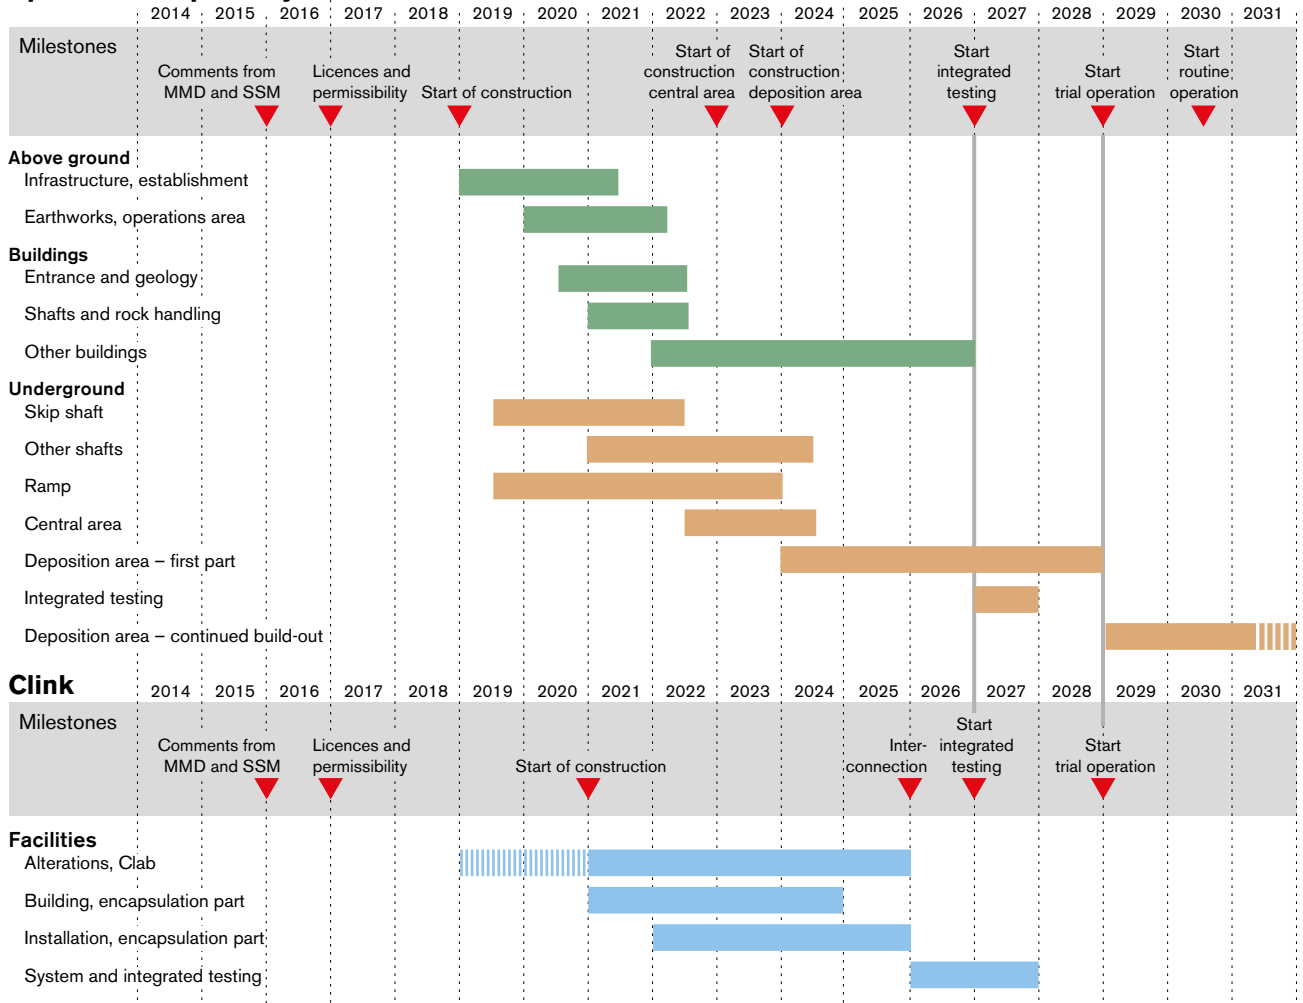 2014 2015 2016 2017 2018 2019 2020 2021 2022 2023 2024 2025 2026 2027 2028 2029 2030 2031
Milestones
Comments from
MMD and SSM
Licences and
permissibility
Start of construction
Start of
construction
central area
Start of
construction
deposition area
Start
integrated
testing
Start
trial operation
Start
routine
operation
Above ground
Infrastructure, establishment
Earthworks, operations area
Buildings
Entrance and geology
Shafts and rock handling
Other buildings
Underground
Skip shaft
Other shafts
Ramp
Central area
Deposition area – first part
Integrated testing
Deposition area – continued build-out
Clink
2014 2015 2016 2017 2018 2019 2020 2021 2022 2023 2024 2025 2026 2027 2028 2029 2030 2031
Milestones
Comments from
MMD and SSM
Licences and
permissibility
Start of construction
Inter-
connection
Start
integrated
testing
Start
trial operation
Facilities
Alterations, Clab
Building, encapsulation part
Installation, encapsulation part
System and integrated testing